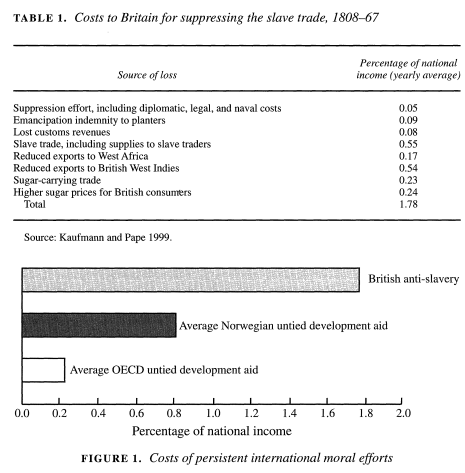 TABLE 1. Costs to Britain for suppressing the slave trade, 1808–67
Percentage of national
Source of loss income (yearly average)
Suppression effort, including diplomatic, legal, and naval costs 0.05
Emancipation indemnity to planters 0.09
Lost customs revenues 0.08
Slave trade, including supplies to slave traders 0.55
Reduced exports to West Africa 0.17
Reduced exports to British West Indies 0.54
Sugar-carrying trade 0.23
Higher sugar prices for British consumers 0.24
Total 1.78
Source: Kaufmann and Pape 1999.
British anti-slavery
Average Norwegian untied development aid
Average OECD untied development aid
0.0 0.2 0.4 0.6 0.8 1.0 1.2 1.4 1.6 1.8 2.0
Percentage of national income
FIGURE 1. Costs of persistent international moral efforts